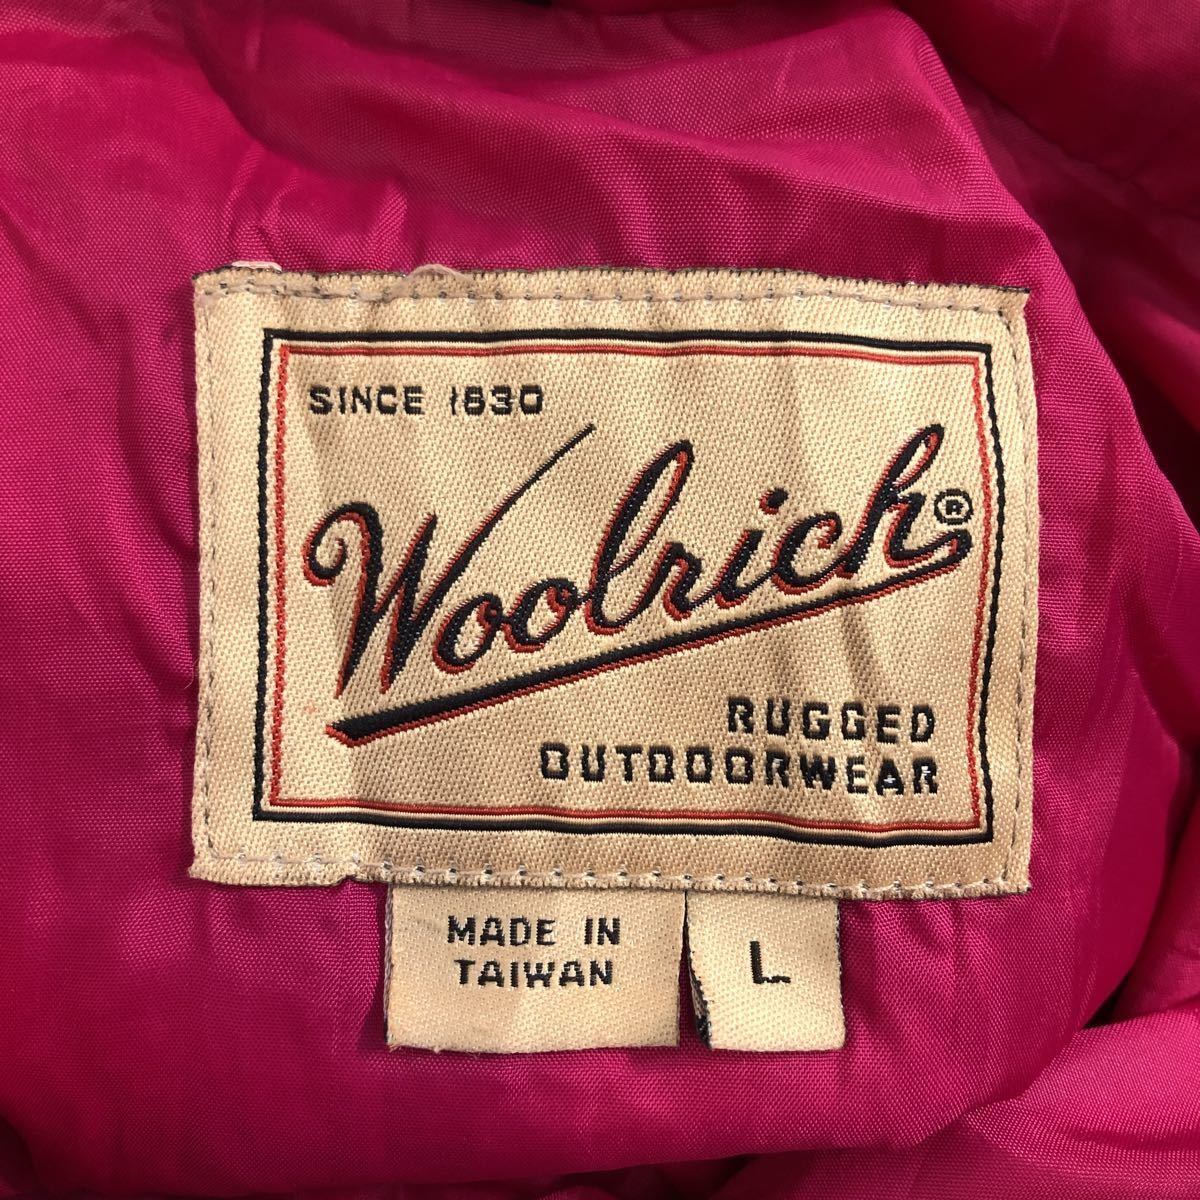 SINCE 1830
Woolrich®
RUGGED
OUTDOORWEAR
MADE IN
TAIWAN
L